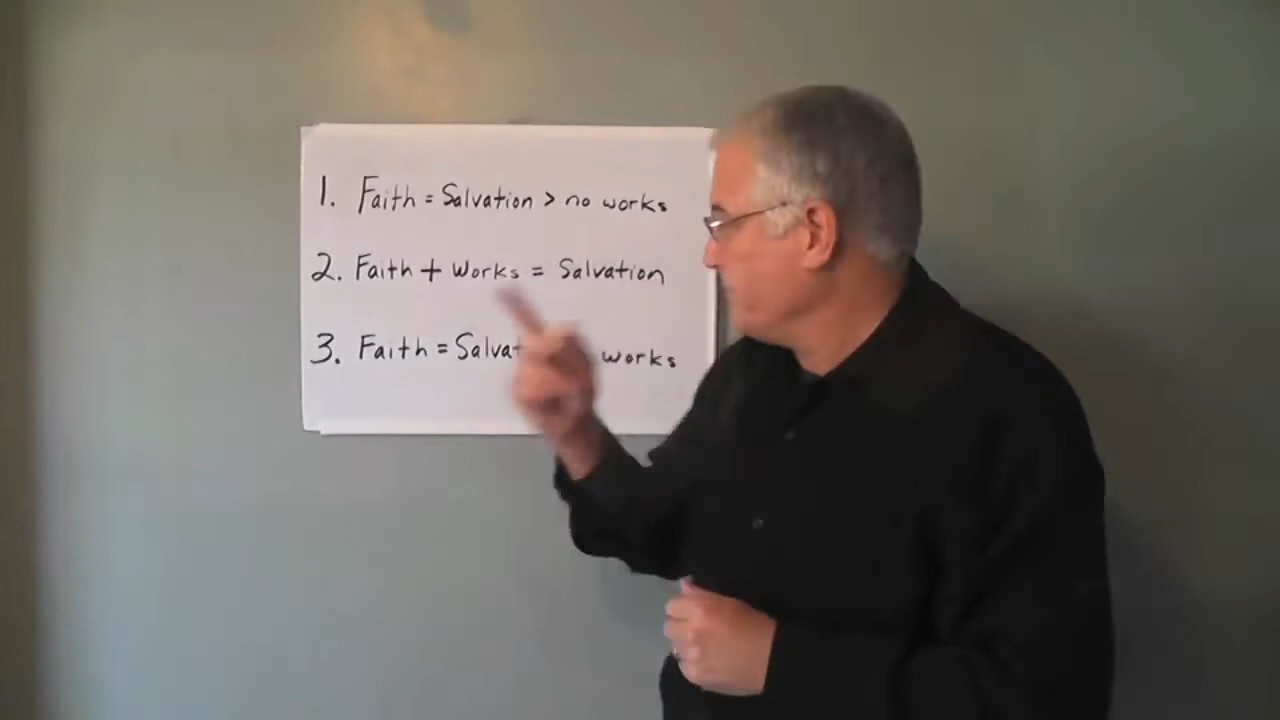 1. Faith = Salvation > no works
2. Faith + Works = Salvation
3. Faith = Salvat works